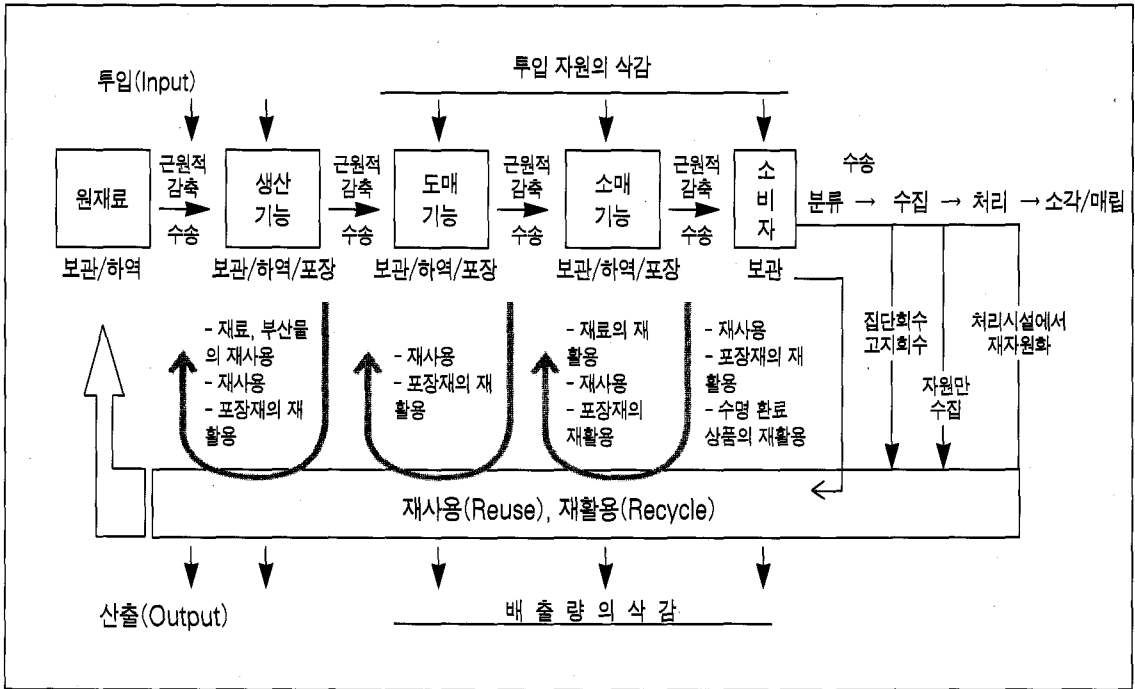 투입(Input)
투입 자원의 삭감
원재료
근원적
감축
수송
생산
기능
근원적
감축
수송
도매
기능
근원적
감축
수송
소매
기능
근원적
감축
수송
소
비
자
수송
분류 → 수집 → 처리 → 소각/매립
보관/하역
보관/하역/포장
보관/하역/포장
보관/하역/포장
보관
- 재료, 부산물
의 재사용
- 재사용
- 포장재의 재
활용
- 재사용
- 포장재의 재
활용
- 재료의 재
활용
- 재사용
- 포장재의
재활용
- 재사용
- 포장재의 재
활용
- 수명 환료
상품의 재활용
집단회수
고지회수
자원만
수집
처리시설에서
재자원화
재사용(Reuse), 재활용(Recycle)
산출(Output)
배 출 량 의 삭 감